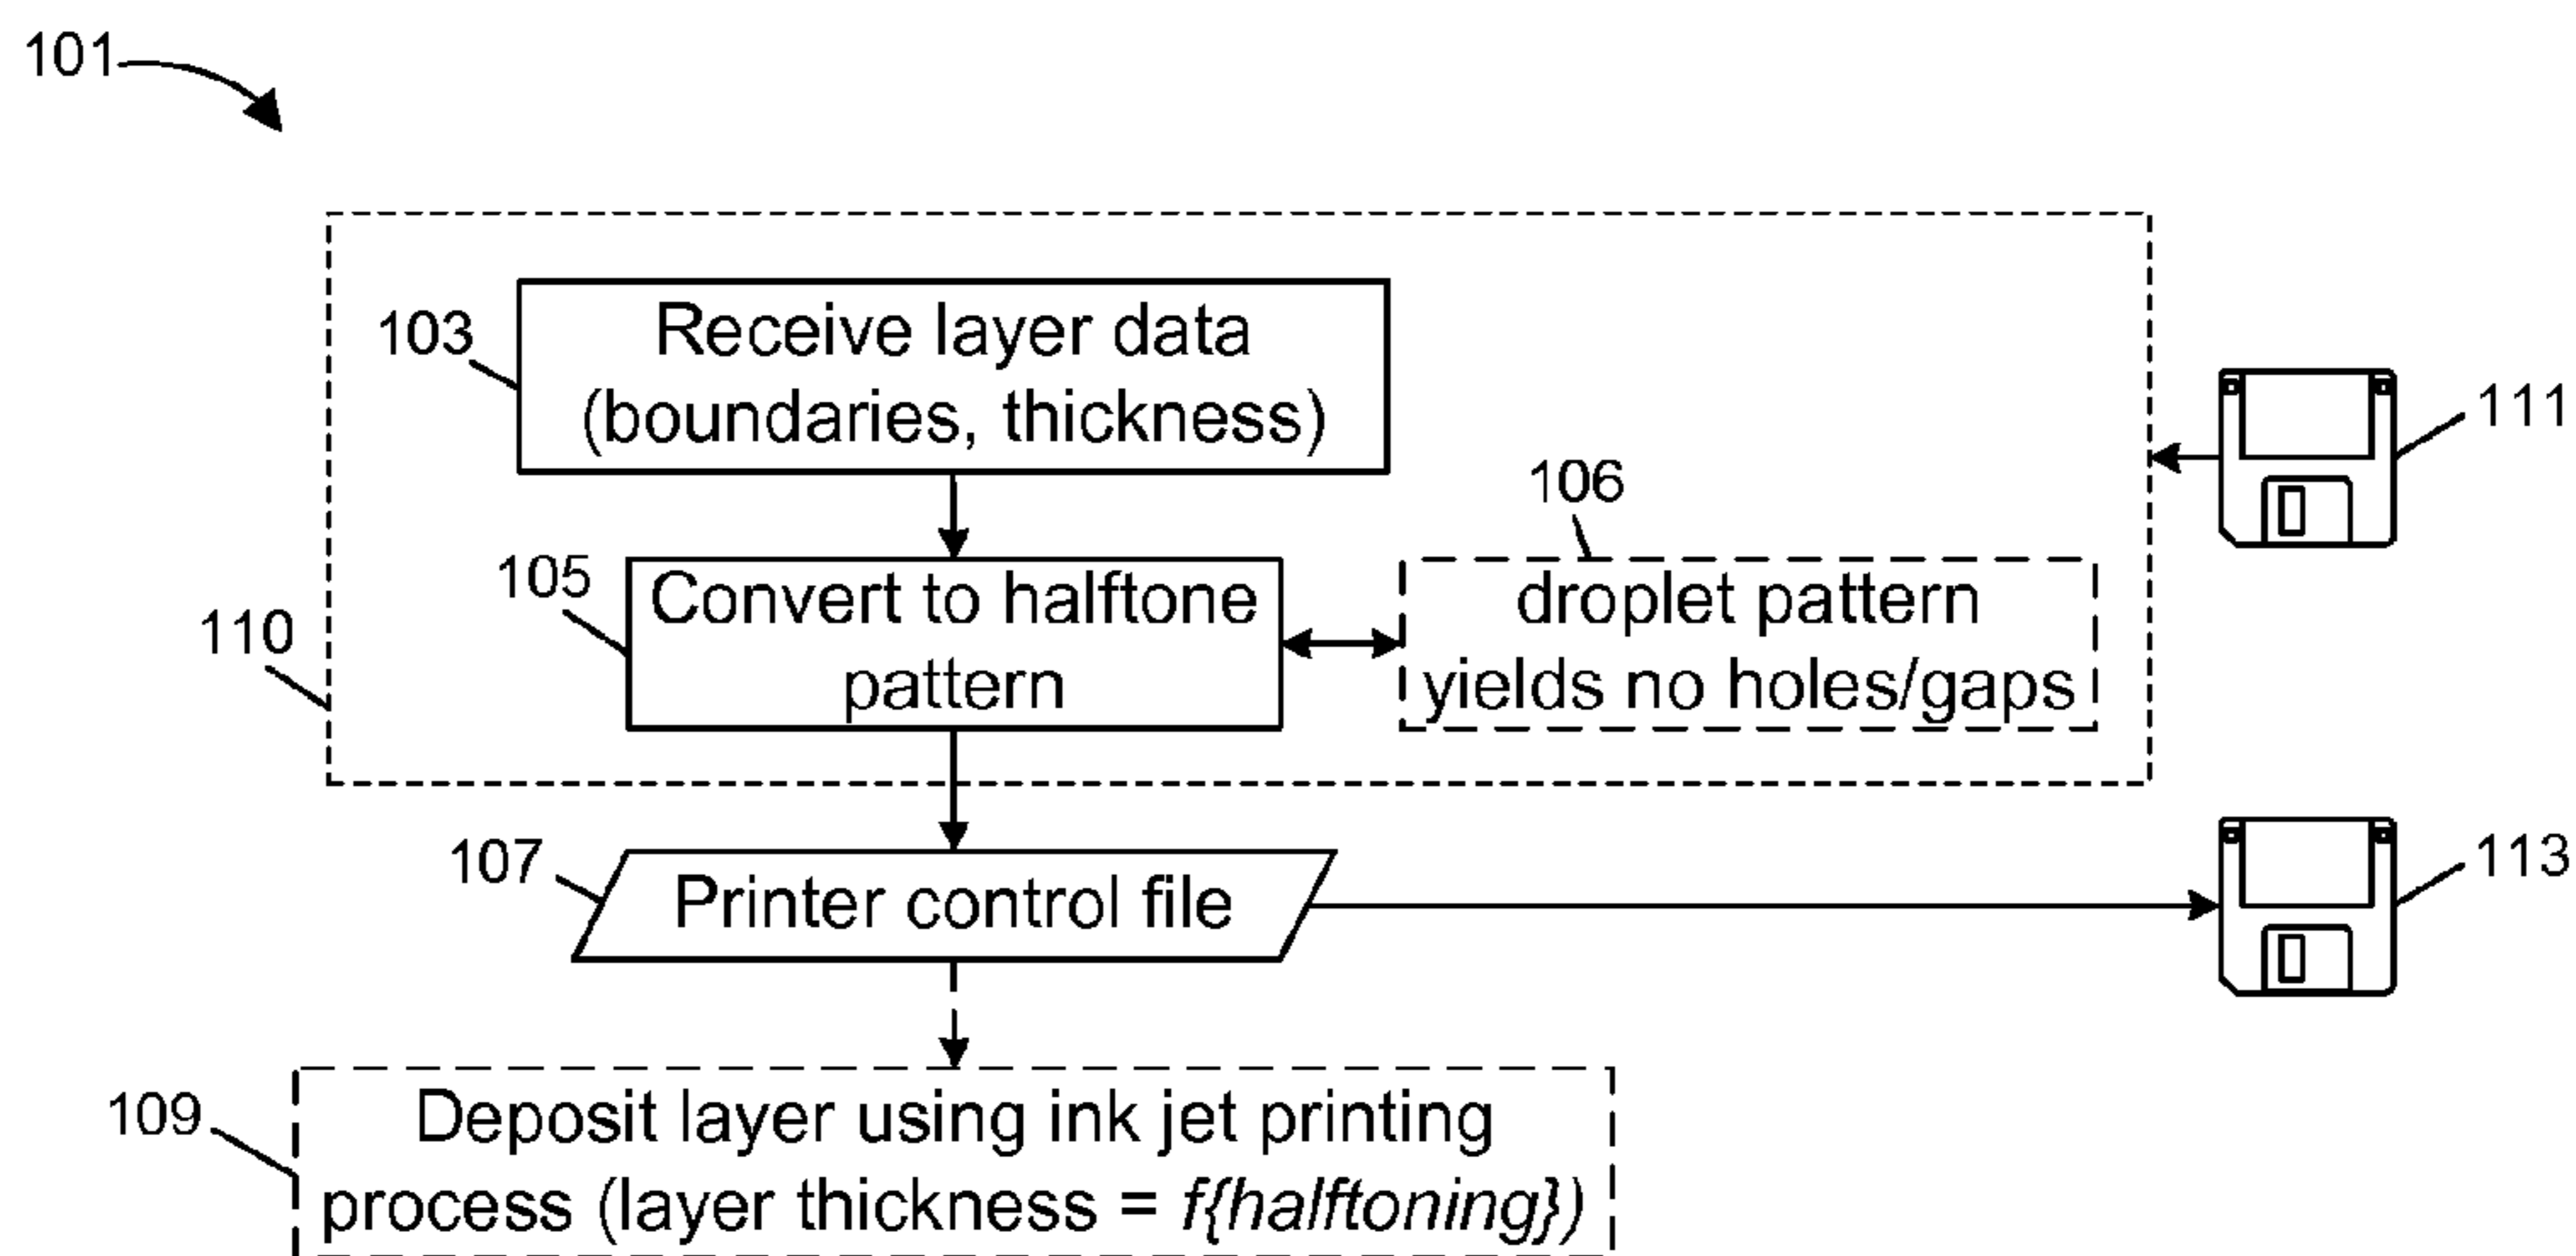 101
103
Receive layer data
(boundaries, thickness)
111
106
105
Convert to halftone
pattern
droplet pattern
yields no holes/gaps
110
107
Printer control file
113
109
Deposit layer using ink jet printing
process (layer thickness = f{halftoning})